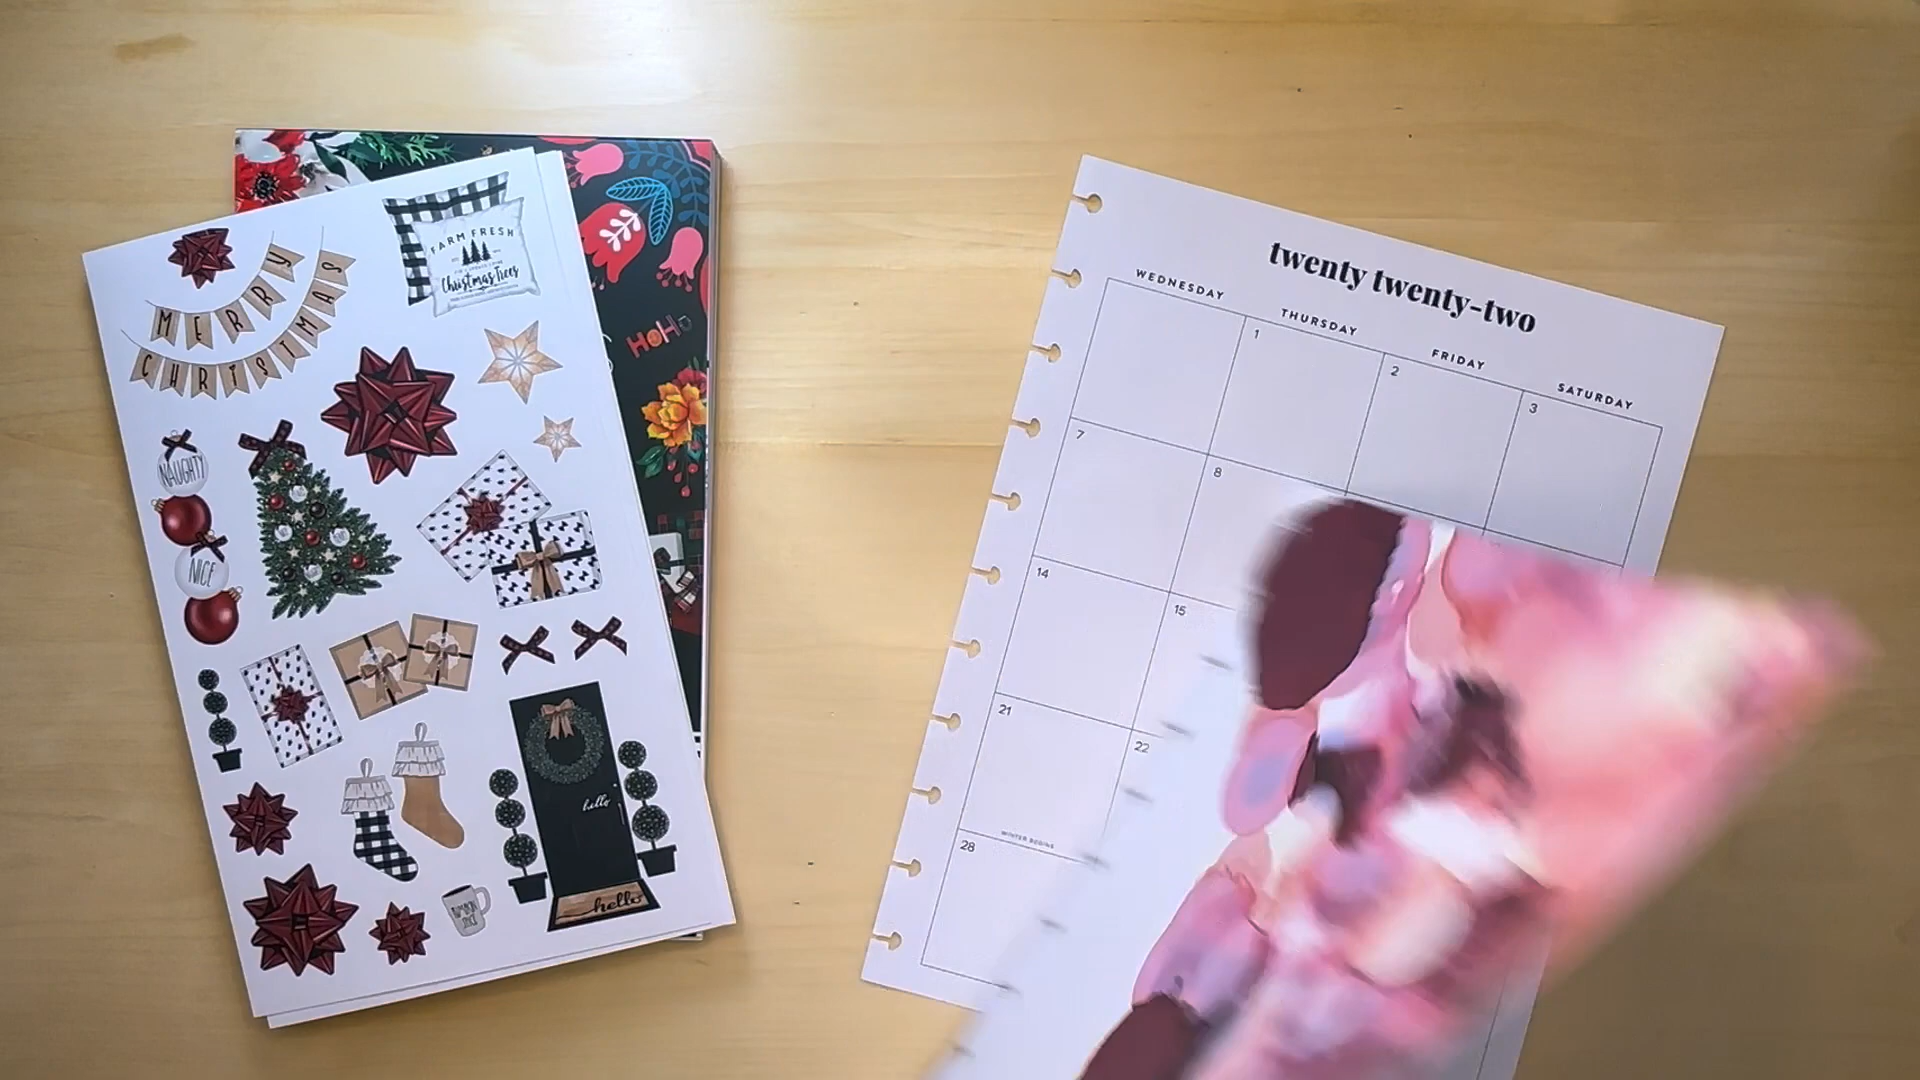 MERRY
CHRISTMAS
FARM FRESH
Christmas Trees
HOHO
NAUGHTY
NICE
hello
hello
twenty twenty-two
WEDNESDAY THURSDAY FRIDAY SATURDAY
1 2 3
7 8
14 15
21 22
WINTER BEGINS
28